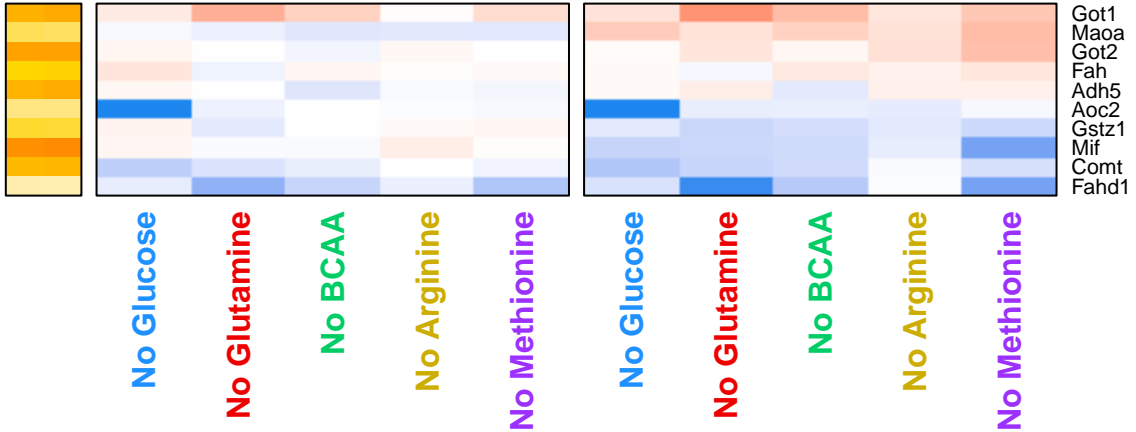 Got1
Maoa
Got2
Fah
Adh5
Aoc2
Gstz1
Mif
Comt
Fahd1
No Glucose
No Glutamine
No BCAA
No Arginine
No Methionine
No Glucose
No Glutamine
No BCAA
No Arginine
No Methionine